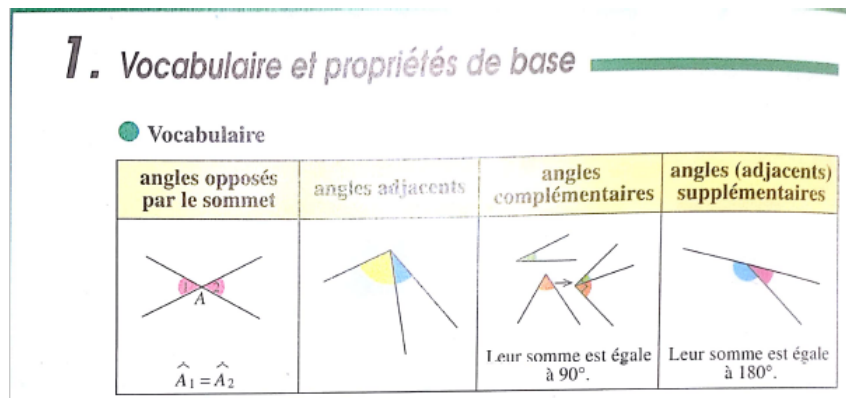 1. Vocabulaire et propriétés de base
Vocabulaire
angles opposés
par le sommet
angles adjacents
angles
complémentaires
angles (adjacents)
supplémentaires
1 2
A
Â1 = Â2
Leur somme est égale
à 90°.
Leur somme est égale
à 180°.